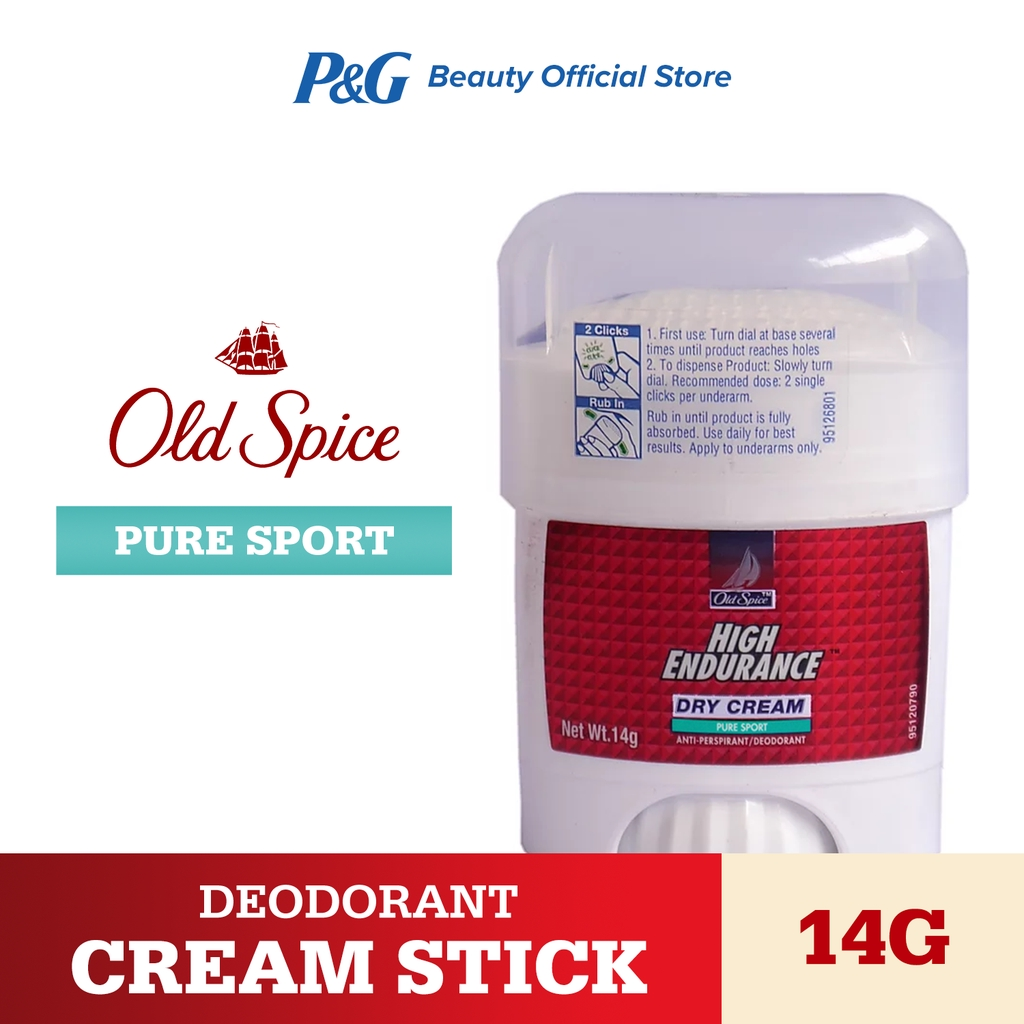 P&G Beauty Official Store
Old Spice
PURE SPORT
2 Clicks
Rub In
1. First use: Turn dial at base several
times until product reaches holes
2. To dispense Product: Slowly turn
dial. Recommended dose: 2 single
clicks per underarm.
Rub in until product is fully
absorbed. Use daily for best
results. Apply to underarms only.
95126801
Old Spice™
HIGH
ENDURANCE™
DRY CREAM
PURE SPORT
ANTI-PERSPIRANT/DEODORANT
Net Wt.14g
95120790
DEODORANT
CREAM STICK
14G